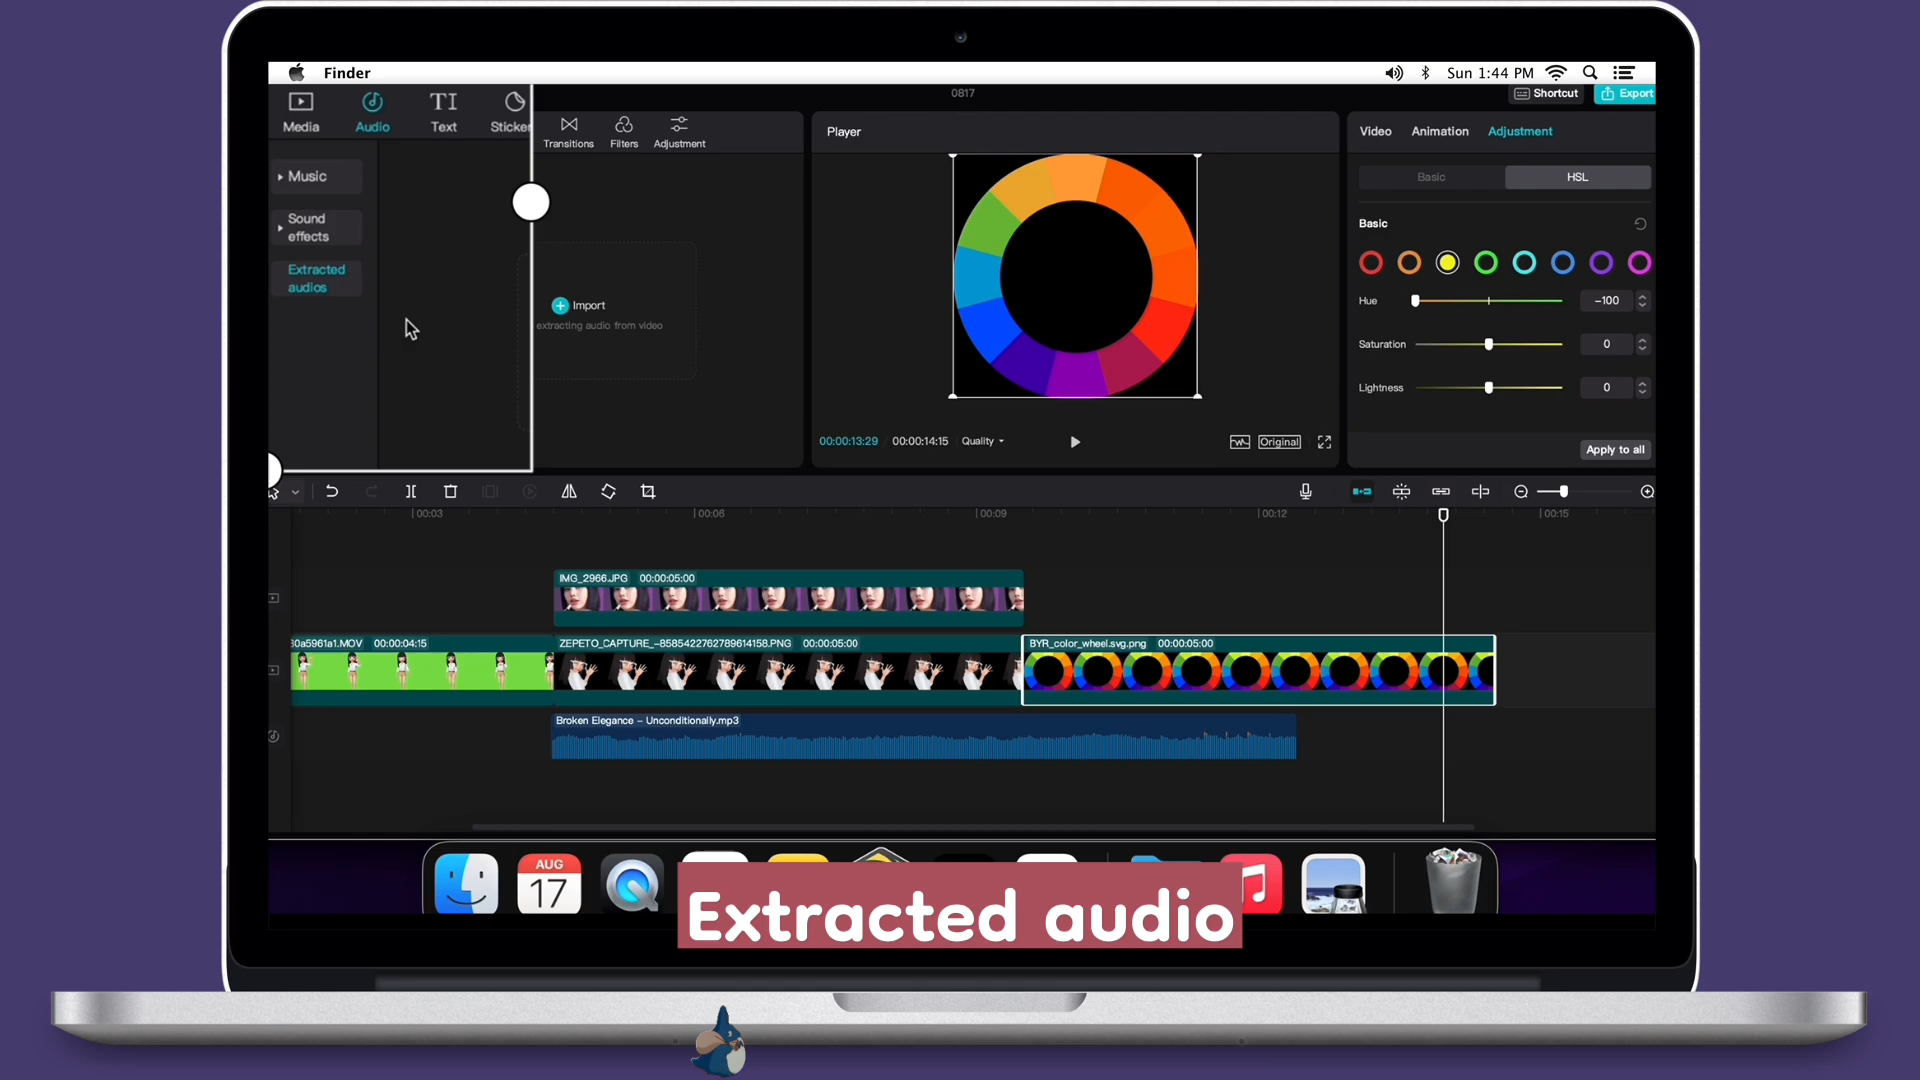 Finder
Sun 1:44 PM
0817
Shortcut
Export
Media
Audio
Text
Sticker
Transitions
Filters
Adjustment
Music
Sound
effects
Extracted
audios
Import
extracting audio from video
Player
00:00:13:29
00:00:14:15
Quality
Original
Video
Animation
Adjustment
Basic
HSL
Basic
Hue
-100
Saturation
0
Lightness
0
Apply to all
00:03
00:06
00:09
00:12
00:15
IMG_2966.JPG 00:00:05:00
60a5961a1.MOV 00:00:04:15
ZEPETO_CAPTURE_-8585422762789614158.PNG 00:00:05:00
BYR_color_wheel.svg.png 00:00:05:00
Broken Elegance - Unconditionally.mp3
AUG
17
Extracted audio